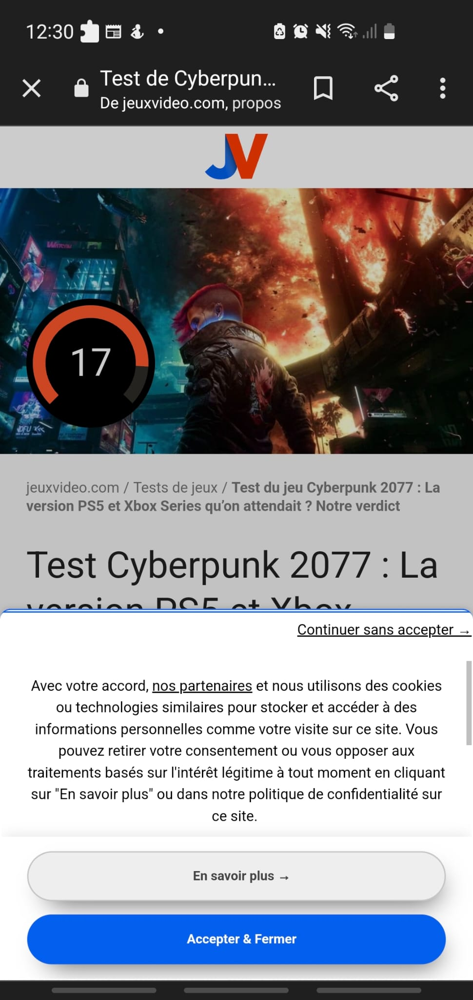 12:30
Test de Cyberpun...
De jeuxvideo.com, propos
JV
17
jeuxvideo.com / Tests de jeux / Test du jeu Cyberpunk 2077 : La
version PS5 et Xbox Series qu’on attendait ? Notre verdict
Test Cyberpunk 2077 : La
version PS5 et Xbox
Continuer sans accepter →
Avec votre accord, nos partenaires et nous utilisons des cookies
ou technologies similaires pour stocker et accéder à des
informations personnelles comme votre visite sur ce site. Vous
pouvez retirer votre consentement ou vous opposer aux
traitements basés sur l'intérêt légitime à tout moment en cliquant
sur "En savoir plus" ou dans notre politique de confidentialité sur
ce site.
En savoir plus →
Accepter & Fermer